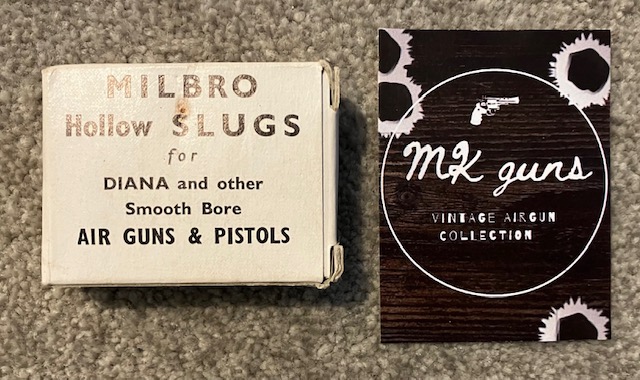 MILBRO
Hollow SLUGS
for
DIANA and other
Smooth Bore
AIR GUNS & PISTOLS
MK guns
VINTAGE AIRGUN
COLLECTION